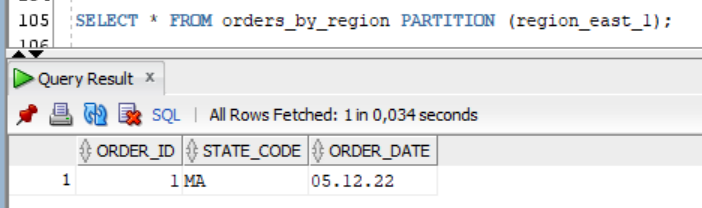 105 SELECT * FROM orders_by_region PARTITION (region_east_1);
106
Query Result x
SQL | All Rows Fetched: 1 in 0,034 seconds
ORDER_ID STATE_CODE ORDER_DATE
1 1 MA 05.12.22